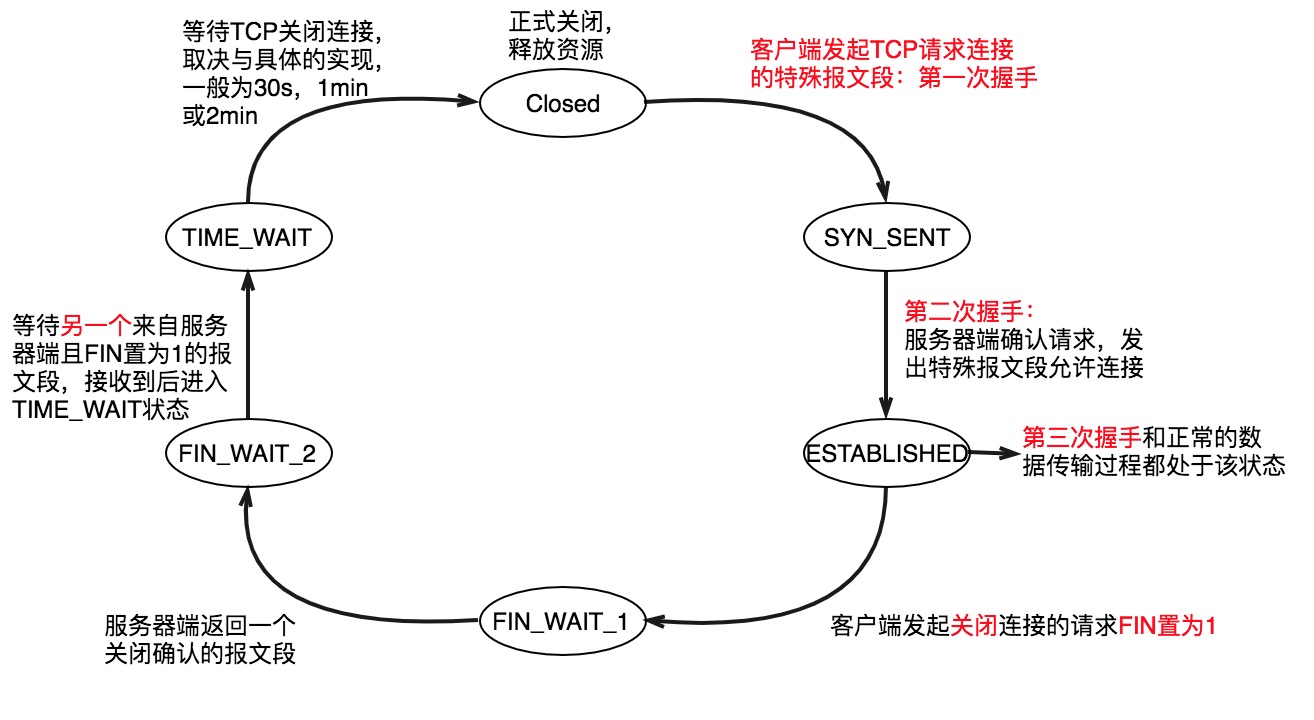 等待TCP关闭连接，
取决与具体的实现，
一般为30s，1min
或2min
正式关闭，
释放资源
Closed
客户端发起TCP请求连接
的特殊报文段：第一次握手
TIME_WAIT
SYN_SENT
等待另一个来自服务
器端且FIN置为1的报
文段，接收到后进入
TIME_WAIT状态
第二次握手：
服务器端确认请求，发
出特殊报文段允许连接
FIN_WAIT_2
ESTABLISHED
第三次握手和正常的数
据传输过程都处于该状态
服务器端返回一个
关闭确认的报文段
FIN_WAIT_1
客户端发起关闭连接的请求FIN置为1